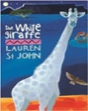 The White
Giraffe
LAUREN
St JOHN